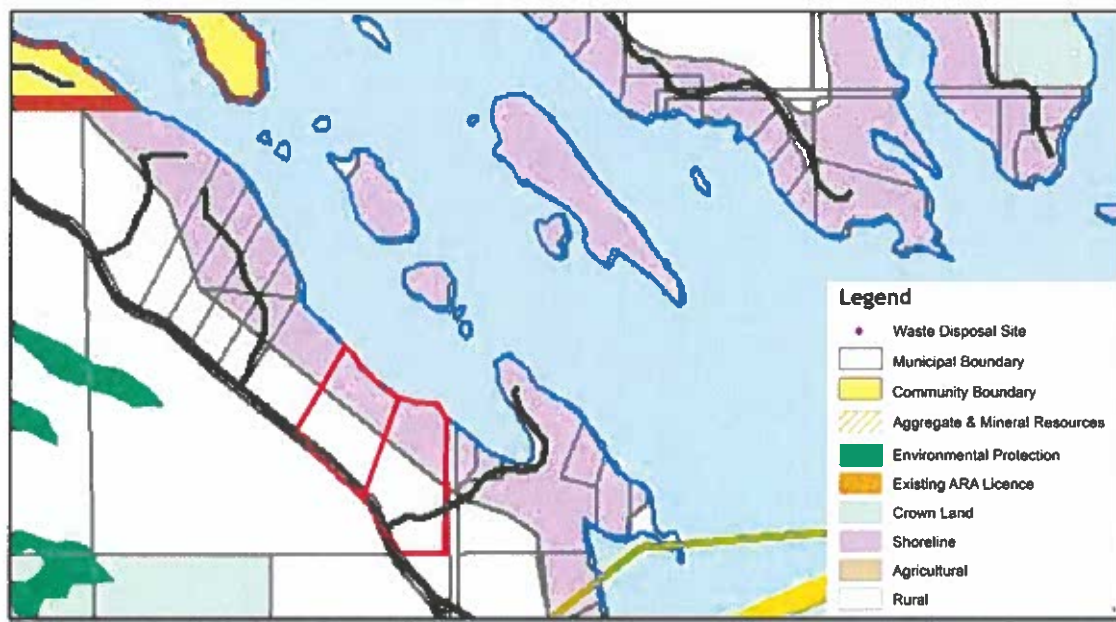 Legend
Waste Disposal Site
Municipal Boundary
Community Boundary
Aggregate & Mineral Resources
Environmental Protection
Existing ARA Licence
Crown Land
Shoreline
Agricultural
Rural